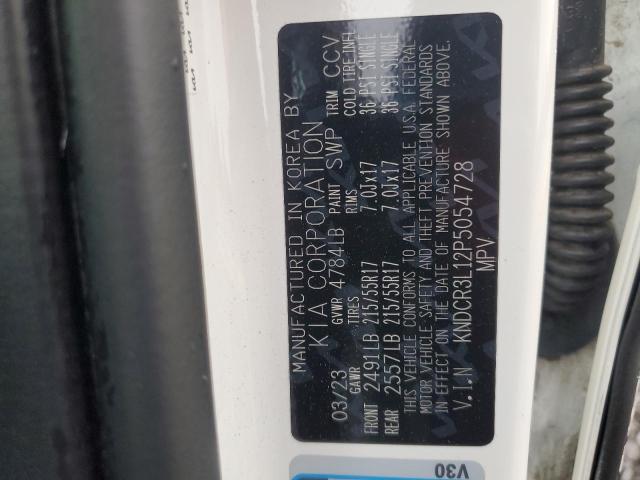 MANUFACTURED IN KOREA BY
KIA CORPORATION
03/23 GVWR 4784LB PAINT SWP TRIM CCV
GAWR TIRES RIMS COLD TIRE INFL
FRONT 2491LB 215/55R17 7.0Jx17 36 PSI SINGLE
REAR 2557LB 215/55R17 7.0Jx17 36 PSI SINGLE
THIS VEHICLE CONFORMS TO ALL APPLICABLE USA FEDERAL
MOTOR VEHICLE SAFETY AND THEFT PREVENTION STANDARDS
IN EFFECT ON THE DATE OF MANUFACTURE SHOWN ABOVE.
V.I.N KNDCR3L12P5054728
MPV
V30